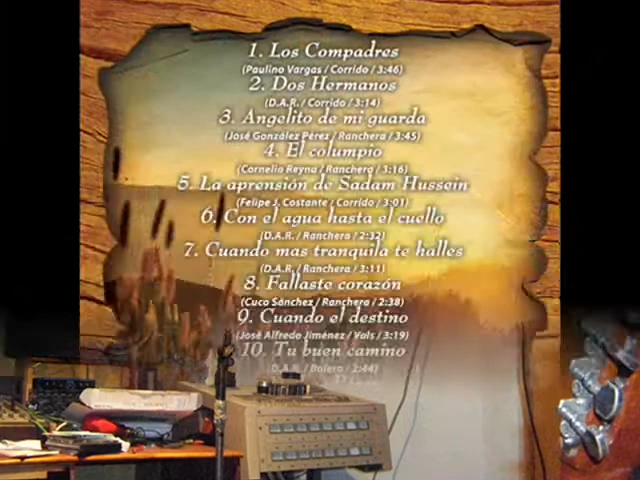 1. Los Compadres
(Paulino Vargas / Corrido / 3:46)
2. Dos Hermanos
(D.A.R. / Corrido / 3:14)
3. Angelito de mi guarda
(José González Pérez / Ranchera / 3:45)
4. El columpio
(Cornelio Reyna / Ranchera / 3:16)
5. La aprensión de Sadam Hussein
(Felipe J. Costante / Corrido / 3:01)
6. Con el agua hasta el cuello
(D.A.R. / Ranchera / 2:32)
7. Cuando mas tranquila te halles
(D.A.R. / Ranchera / 3:11)
8. Fallaste corazón
(Cuco Sánchez / Ranchera / 2:38)
9. Cuando el destino
(José Alfredo Jiménez / Vals / 3:19)
10. Tu buen camino
(D.A.R. / Bolero / 2:44)